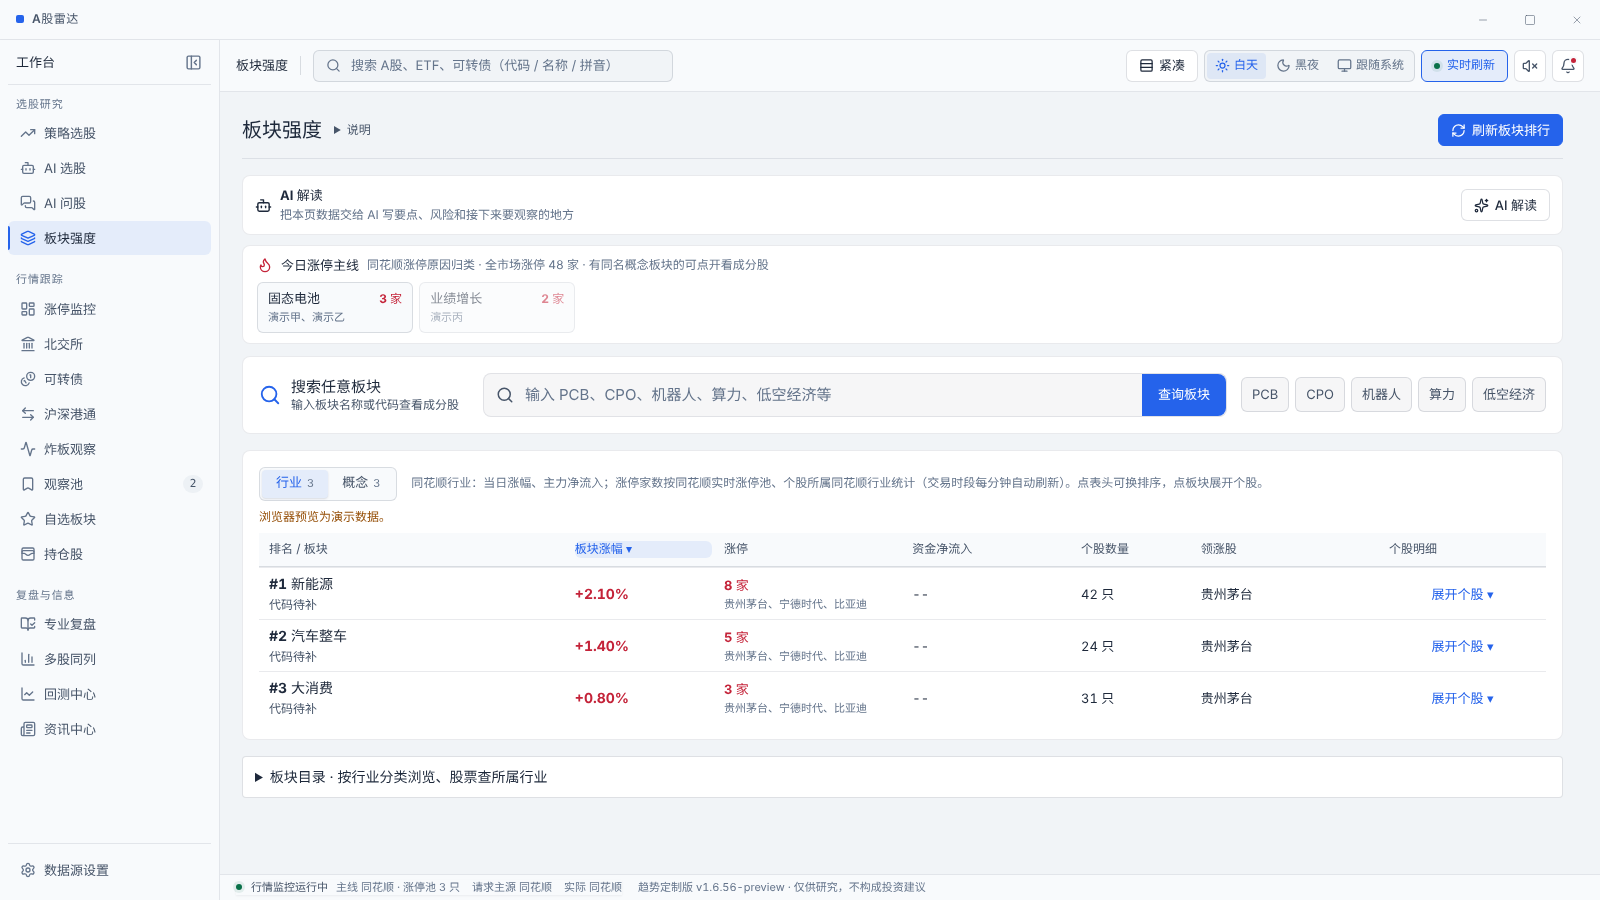 A股雷达
工作台
选股研究
策略选股
AI 选股
AI 问股
板块强度
行情跟踪
涨停监控
北交所
可转债
沪深港通
炸板观察
观察池 2
自选板块
持仓股
复盘与信息
专业复盘
多股同列
回测中心
资讯中心
数据源设置
板块强度
搜索 A股、ETF、可转债（代码 / 名称 / 拼音）
紧凑
白天
黑夜
跟随系统
实时刷新
板块强度
▶ 说明
刷新板块排行
AI 解读
把本页数据交给 AI 写要点、风险和接下来要观察的地方
AI 解读
今日涨停主线 同花顺涨停原因归类 · 全市场涨停 48 家 · 有同名概念板块的可点开看成分股
固态电池 3 家
演示甲、演示乙
业绩增长 2 家
演示丙
搜索任意板块
输入板块名称或代码查看成分股
输入 PCB、CPO、机器人、算力、低空经济等
查询板块
PCB
CPO
机器人
算力
低空经济
行业 3
概念 3
同花顺行业：当日涨幅、主力净流入；涨停家数按同花顺实时涨停池、个股所属同花顺行业统计（交易时段每分钟自动刷新）。点表头可换排序，点板块展开个股。
浏览器预览为演示数据。
排名 / 板块 板块涨幅 ▾ 涨停 资金净流入 个股数量 领涨股 个股明细
#1 新能源
代码待补
+2.10%
8 家
贵州茅台、宁德时代、比亚迪
--
42 只
贵州茅台
展开个股 ▾
#2 汽车整车
代码待补
+1.40%
5 家
贵州茅台、宁德时代、比亚迪
--
24 只
贵州茅台
展开个股 ▾
#3 大消费
代码待补
+0.80%
3 家
贵州茅台、宁德时代、比亚迪
--
31 只
贵州茅台
展开个股 ▾
▶ 板块目录 · 按行业分类浏览、股票查所属行业
行情监控运行中 主线 同花顺 · 涨停池 3 只 请求主源 同花顺 实际 同花顺 趋势定制版 v1.6.56-preview · 仅供研究，不构成投资建议